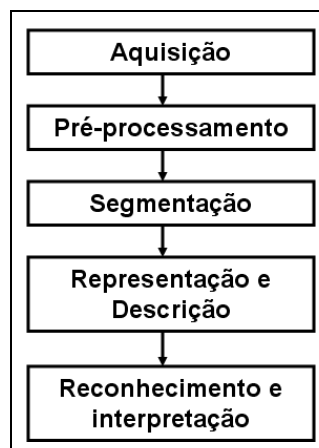 Aquisição
Pré-processamento
Segmentação
Representação e
Descrição
Reconhecimento e
interpretação